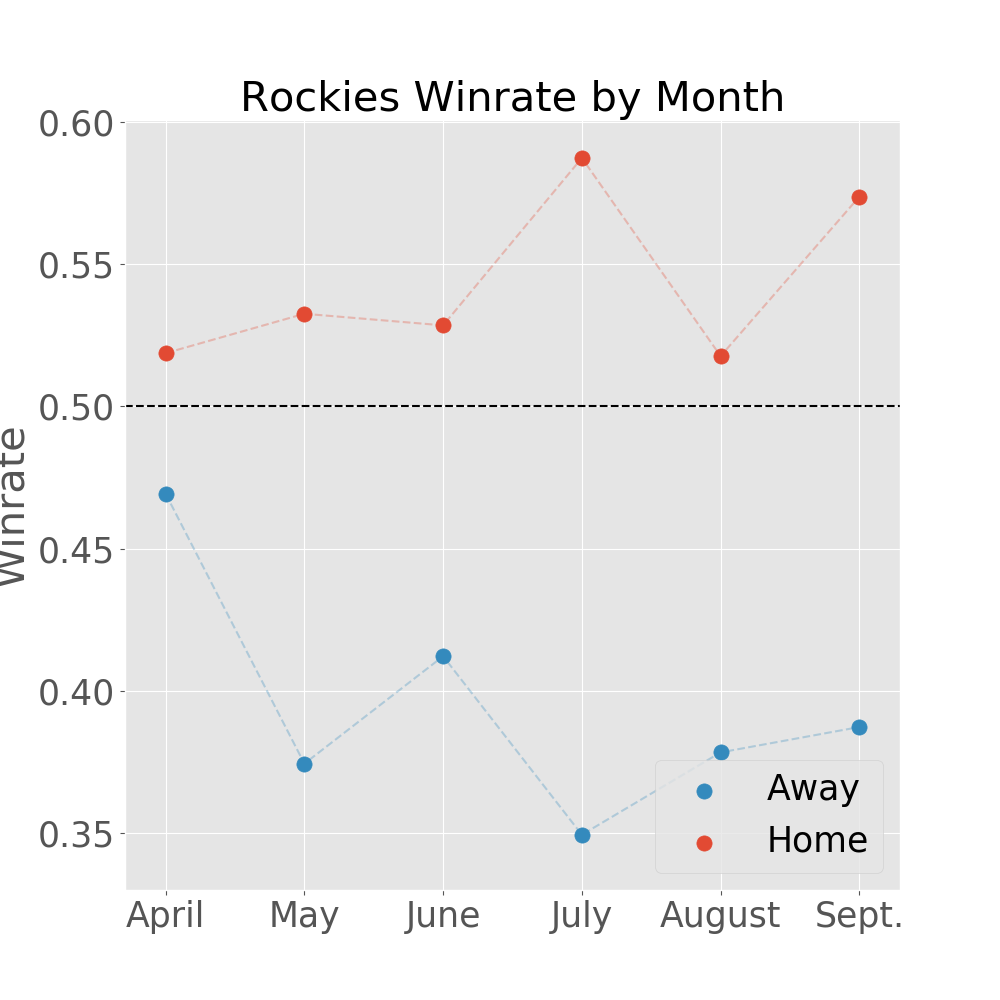 Rockies Winrate by Month
0.60
0.55
0.50
0.45
0.40
0.35
Winrate
April May June July August Sept.
Away
Home